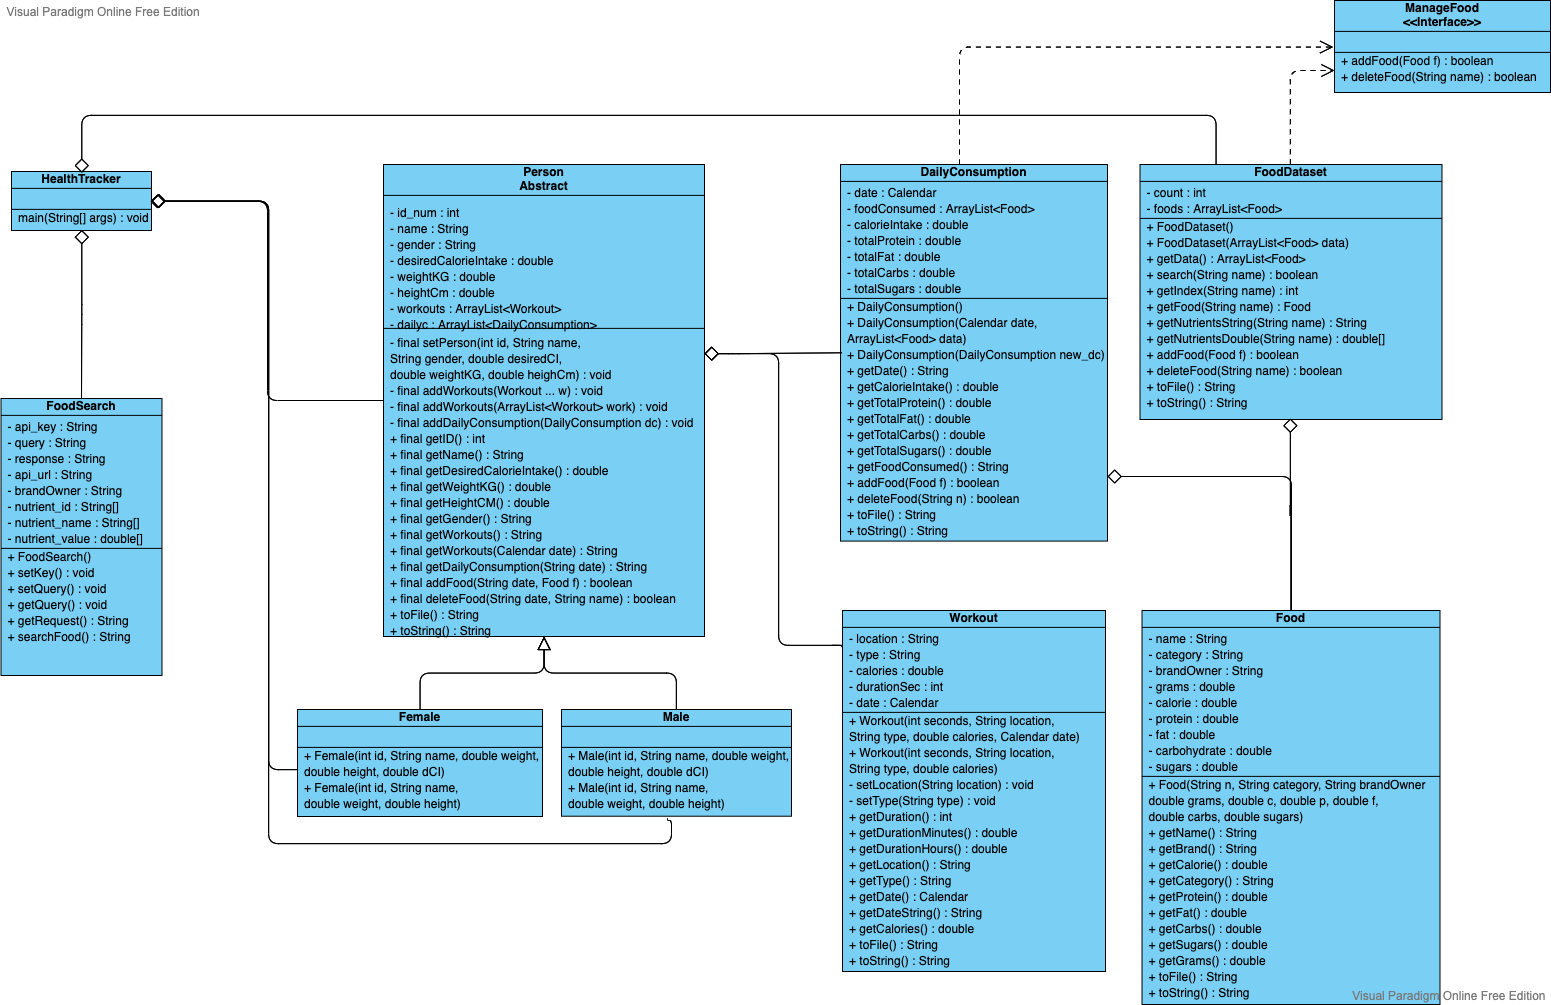 Visual Paradigm Online Free Edition
ManageFood
<<Interface>>
+ addFood(Food f) : boolean
+ deleteFood(String name) : boolean
HealthTracker
main(String[] args) : void
Person
Abstract
- id_num : int
- name : String
- gender : String
- desiredCalorieIntake : double
- weightKG : double
- heightCm : double
- workouts : ArrayList<Workout>
- dailyc : ArrayList<DailyConsumption>
- final setPerson(int id, String name,
String gender, double desiredCI,
double weightKG, double heighCm) : void
- final addWorkouts(Workout ... w) : void
- final addWorkouts(ArrayList<Workout> work) : void
- final addDailyConsumption(DailyConsumption dc) : void
+ final getID() : int
+ final getName() : String
+ final getDesiredCalorieIntake() : double
+ final getWeightKG() : double
+ final getHeightCM() : double
+ final getGender() : String
+ final getWorkouts() : String
+ final getWorkouts(Calendar date) : String
+ final getDailyConsumption(String date) : String
+ final addFood(String date, Food f) : boolean
+ final deleteFood(String date, String name) : boolean
+ toFile() : String
+ toString() : String
DailyConsumption
- date : Calendar
- foodConsumed : ArrayList<Food>
- calorieIntake : double
- totalProtein : double
- totalFat : double
- totalCarbs : double
- totalSugars : double
+ DailyConsumption()
+ DailyConsumption(Calendar date,
ArrayList<Food> data)
+ DailyConsumption(DailyConsumption new_dc)
+ getDate() : String
+ getCalorieIntake() : double
+ getTotalProtein() : double
+ getTotalFat() : double
+ getTotalCarbs() : double
+ getTotalSugars() : double
+ getFoodConsumed() : String
+ addFood(Food f) : boolean
+ deleteFood(String n) : boolean
+ toFile() : String
+ toString() : String
FoodDataset
- count : int
- foods : ArrayList<Food>
+ FoodDataset()
+ FoodDataset(ArrayList<Food> data)
+ getData() : ArrayList<Food>
+ search(String name) : boolean
+ getIndex(String name) : int
+ getFood(String name) : Food
+ getNutrientsString(String name) : String
+ getNutrientsDouble(String name) : double[]
+ addFood(Food f) : boolean
+ deleteFood(String name) : boolean
+ toFile() : String
+ toString() : String
FoodSearch
- api_key : String
- query : String
- response : String
- api_url : String
- brandOwner : String
- nutrient_id : String[]
- nutrient_name : String[]
- nutrient_value : double[]
+ FoodSearch()
+ setKey() : void
+ setQuery() : void
+ getQuery() : void
+ getRequest() : String
+ searchFood() : String
Female
+ Female(int id, String name, double weight,
double height, double dCI)
+ Female(int id, String name,
double weight, double height)
Male
+ Male(int id, String name, double weight,
double height, double dCI)
+ Male(int id, String name,
double weight, double height)
Workout
- location : String
- type : String
- calories : double
- durationSec : int
- date : Calendar
+ Workout(int seconds, String location,
String type, double calories, Calendar date)
+ Workout(int seconds, String location,
String type, double calories)
- setLocation(String location) : void
- setType(String type) : void
+ getDuration() : int
+ getDurationMinutes() : double
+ getDurationHours() : double
+ getLocation() : String
+ getType() : String
+ getDate() : Calendar
+ getDateString() : String
+ getCalories() : double
+ toFile() : String
+ toString() : String
Food
- name : String
- category : String
- brandOwner : String
- grams : double
- calorie : double
- protein : double
- fat : double
- carbohydrate : double
- sugars : double
+ Food(String n, String category, String brandOwner
double grams, double c, double p, double f,
double carbs, double sugars)
+ getName() : String
+ getBrand() : String
+ getCalorie() : double
+ getCategory() : String
+ getProtein() : double
+ getFat() : double
+ getCarbs() : double
+ getSugars() : double
+ getGrams() : double
+ toFile() : String
+ toString() : String
Visual Paradigm Online Free Edition